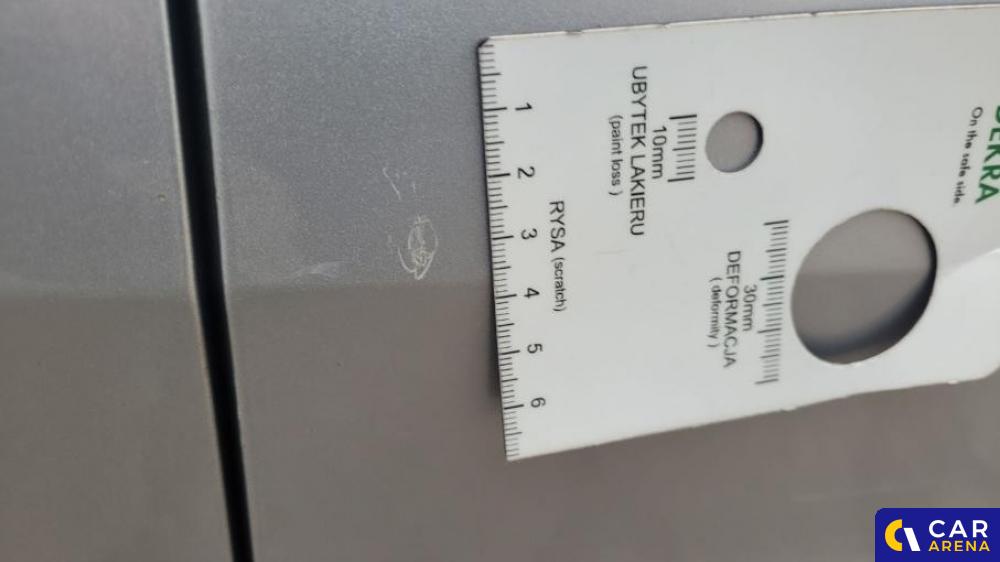 DEKRA
On the safe side.
UBYTEK LAKIERU
10mm
(paint loss)
30mm
DEFORMACJA
(deformity)
RYSA (scratch)
1 2 3 4 5 6
CAR
ARENA